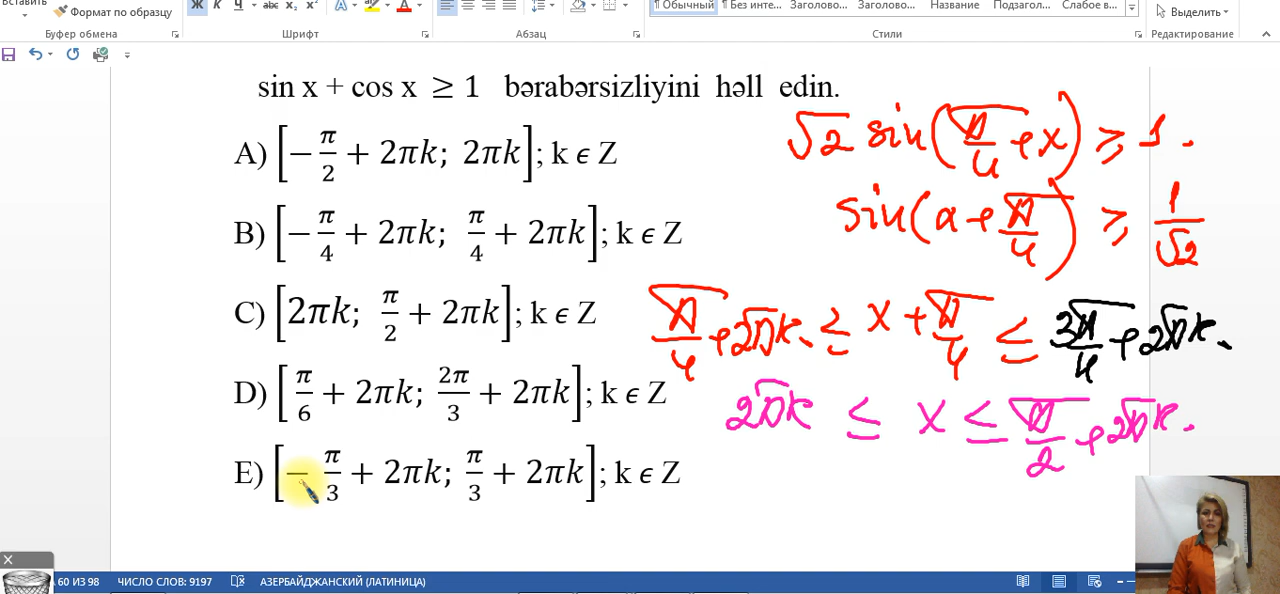 Вставить
Формат по образцу
Ж К Ч abc x₂ x² А А
¶ Обычный ¶ Без инте... Заголово... Заголово... Название Подзагол... Слабое в...
Выделить
Буфер обмена Шрифт Абзац Стили Редактирование
sin x + cos x ≥ 1 bərabərsizliyini həll edin.
A) [−π/2 + 2πk; 2πk]; k ϵ Z
B) [−π/4 + 2πk; π/4 + 2πk]; k ϵ Z
C) [2πk; π/2 + 2πk]; k ϵ Z
D) [π/6 + 2πk; 2π/3 + 2πk]; k ϵ Z
E) [−π/3 + 2πk; π/3 + 2πk]; k ϵ Z
√2 sin(π/4 + x) ≥ 1.
sin(a + π/4) ≥ 1/√2
π/4 + 2πk ≤ x + π/4 ≤ 3π/4 + 2πk.
2πk ≤ x ≤ π/2 + 2πk.
60 ИЗ 98 ЧИСЛО СЛОВ: 9197 АЗЕРБАЙДЖАНСКИЙ (ЛАТИНИЦА)